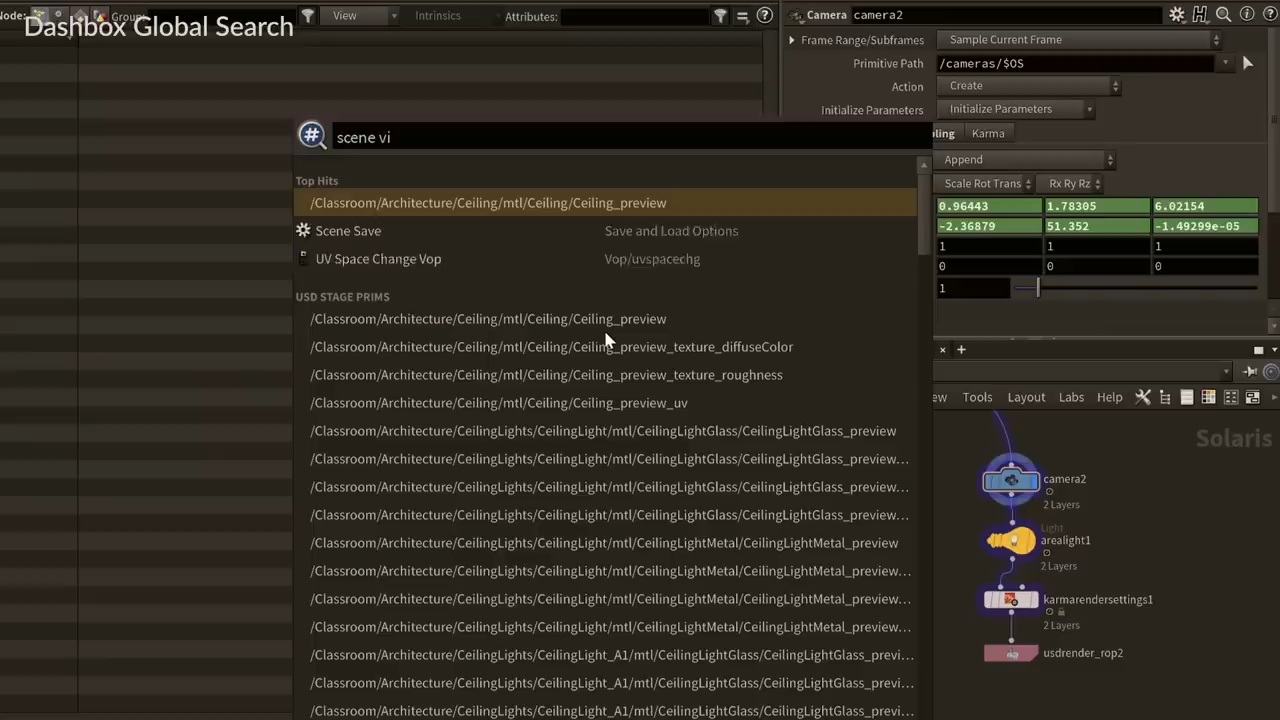 Node:
Group:
View
Intrinsics
Attributes:
Dashbox Global Search
Camera camera2
Frame Range/Subframes Sample Current Frame
Primitive Path /cameras/$OS
Action Create
Initialize Parameters Initialize Parameters
Karma
Append
Scale Rot Trans Rx Ry Rz
0.96443 1.78305 6.02154
-2.36879 51.352 -1.49299e-05
1 1 1
0 0 0
1
scene vi
Top Hits
/Classroom/Architecture/Ceiling/mtl/Ceiling/Ceiling_preview
Scene Save Save and Load Options
UV Space Change Vop Vop/uvspacechg
USD STAGE PRIMS
/Classroom/Architecture/Ceiling/mtl/Ceiling/Ceiling_preview
/Classroom/Architecture/Ceiling/mtl/Ceiling/Ceiling_preview_texture_diffuseColor
/Classroom/Architecture/Ceiling/mtl/Ceiling/Ceiling_preview_texture_roughness
/Classroom/Architecture/Ceiling/mtl/Ceiling/Ceiling_preview_uv
/Classroom/Architecture/CeilingLights/CeilingLight/mtl/CeilingLightGlass/CeilingLightGlass_preview
/Classroom/Architecture/CeilingLights/CeilingLight/mtl/CeilingLightGlass/CeilingLightGlass_preview...
/Classroom/Architecture/CeilingLights/CeilingLight/mtl/CeilingLightGlass/CeilingLightGlass_preview...
/Classroom/Architecture/CeilingLights/CeilingLight/mtl/CeilingLightGlass/CeilingLightGlass_preview...
/Classroom/Architecture/CeilingLights/CeilingLight/mtl/CeilingLightMetal/CeilingLightMetal_preview
/Classroom/Architecture/CeilingLights/CeilingLight/mtl/CeilingLightMetal/CeilingLightMetal_preview...
/Classroom/Architecture/CeilingLights/CeilingLight/mtl/CeilingLightMetal/CeilingLightMetal_preview...
/Classroom/Architecture/CeilingLights/CeilingLight/mtl/CeilingLightMetal/CeilingLightMetal_preview...
/Classroom/Architecture/CeilingLights/CeilingLight_A1/mtl/CeilingLightGlass/CeilingLightGlass_previ...
/Classroom/Architecture/CeilingLights/CeilingLight_A1/mtl/CeilingLightGlass/CeilingLightGlass_previ...
/Classroom/Architecture/CeilingLights/CeilingLight_A1/mtl/CeilingLightGlass/CeilingLightGlass_previ...
ew Tools Layout Labs Help
Solaris
camera2
2 Layers
Light
arealight1
2 Layers
karmarendersettings1
2 Layers
usdrender_rop2